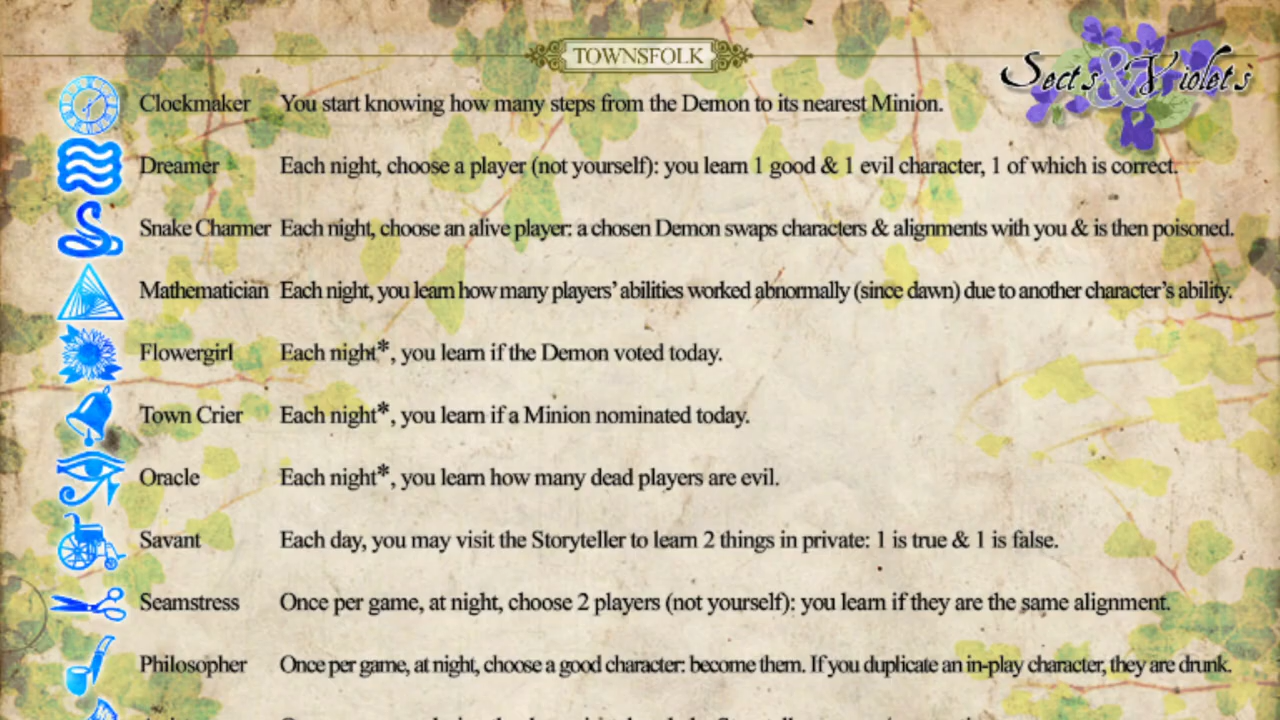 TOWNSFOLK
Sects & Violets
Clockmaker You start knowing how many steps from the Demon to its nearest Minion.
Dreamer Each night, choose a player (not yourself): you learn 1 good & 1 evil character, 1 of which is correct.
Snake Charmer Each night, choose an alive player: a chosen Demon swaps characters & alignments with you & is then poisoned.
Mathematician Each night, you learn how many players' abilities worked abnormally (since dawn) due to another character's ability.
Flowergirl Each night*, you learn if the Demon voted today.
Town Crier Each night*, you learn if a Minion nominated today.
Oracle Each night*, you learn how many dead players are evil.
Savant Each day, you may visit the Storyteller to learn 2 things in private: 1 is true & 1 is false.
Seamstress Once per game, at night, choose 2 players (not yourself): you learn if they are the same alignment.
Philosopher Once per game, at night, choose a good character: become them. If you duplicate an in-play character, they are drunk.